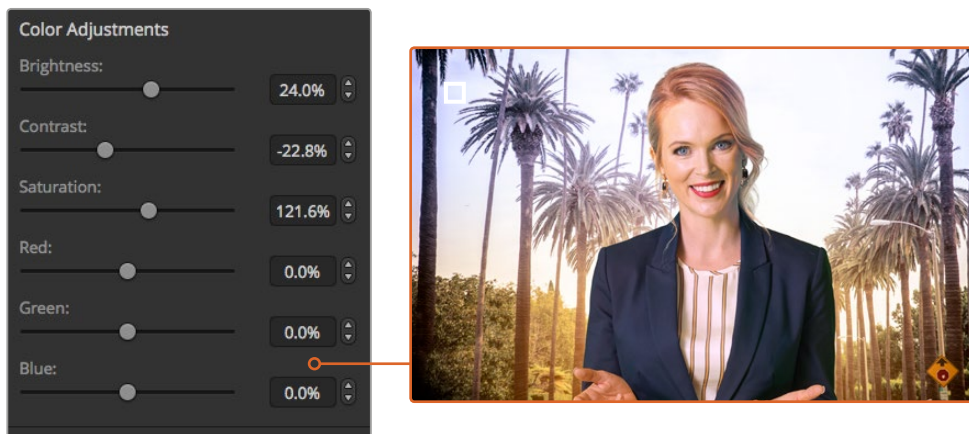 Color Adjustments
Brightness:
24.0%
Contrast:
-22.8%
Saturation:
121.6%
Red:
0.0%
Green:
0.0%
Blue:
0.0%